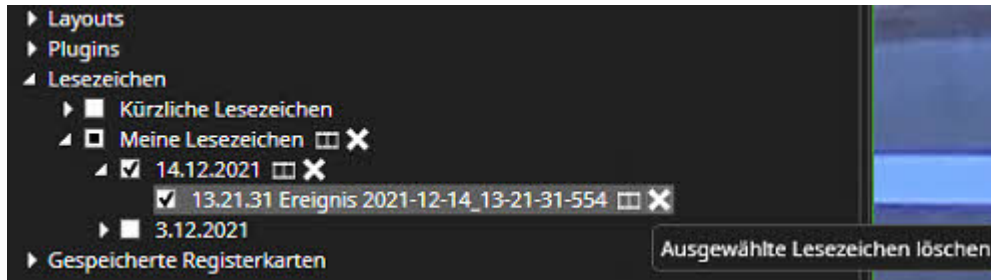 Layouts
Plugins
Lesezeichen
Kürzliche Lesezeichen
Meine Lesezeichen
14.12.2021
13.21.31 Ereignis 2021-12-14_13-21-31-554
3.12.2021
Gespeicherte Registerkarten
Ausgewählte Lesezeichen löschen